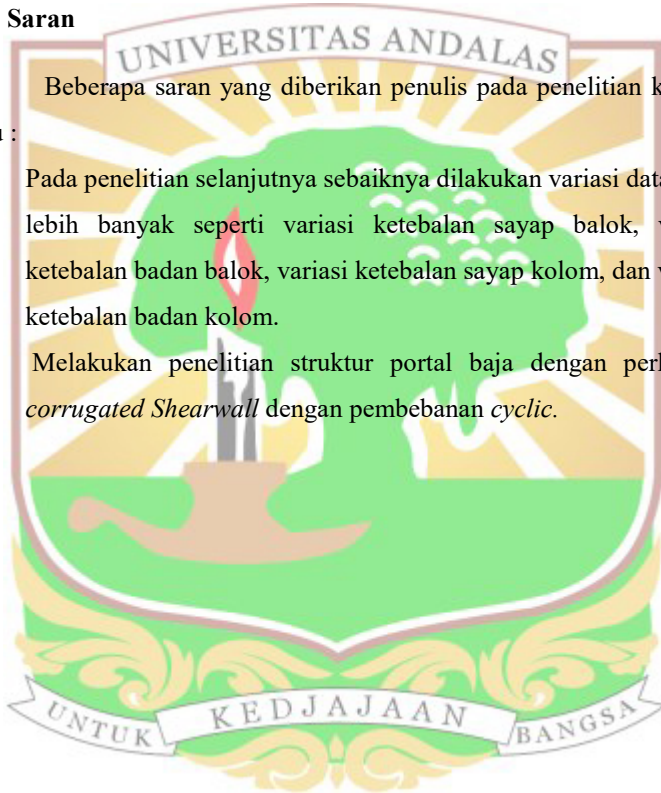 Saran
UNIVERSITAS ANDALAS
Beberapa saran yang diberikan penulis pada penelitian
:
Pada penelitian selanjutnya sebaiknya dilakukan variasi data
lebih banyak seperti variasi ketebalan sayap balok,
ketebalan badan balok, variasi ketebalan sayap kolom, dan
ketebalan badan kolom.
Melakukan penelitian struktur portal baja dengan
corrugated Shearwall dengan pembebanan cyclic.
UNTUK KEDJAJAAN BANGSA